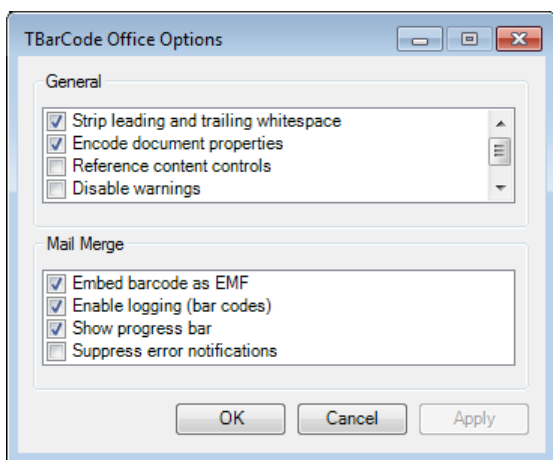 TBarCode Office Options
General
Strip leading and trailing whitespace
Encode document properties
Reference content controls
Disable warnings
Mail Merge
Embed barcode as EMF
Enable logging (bar codes)
Show progress bar
Suppress error notifications
OK Cancel Apply